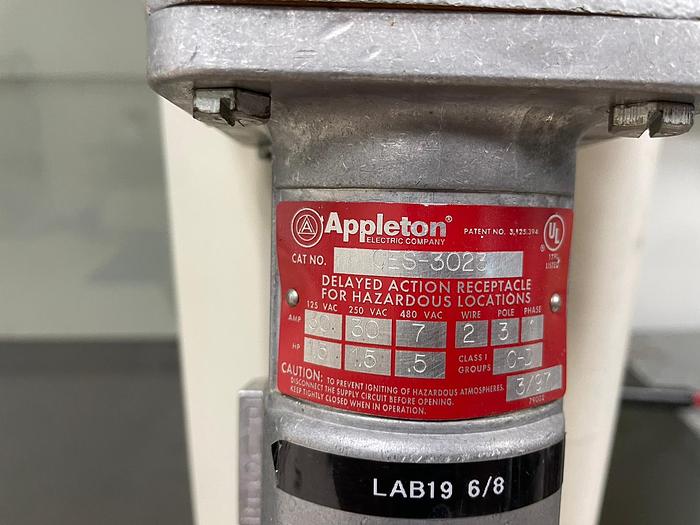 Appleton®
ELECTRIC COMPANY
PATENT NO. 3,125,394
UL
®
LISTED
CAT NO. CES-3023
DELAYED ACTION RECEPTACLE
FOR HAZARDOUS LOCATIONS
125 VAC 250 VAC 480 VAC WIRE POLE PHASE
AMP 30 30 7 2 3 1
HP 1.5 1.5 .5 CLASS I GROUPS C-D
CAUTION: TO PREVENT IGNITING OF HAZARDOUS ATMOSPHERES.
DISCONNECT THE SUPPLY CIRCUIT BEFORE OPENING.
KEEP TIGHTLY CLOSED WHEN IN OPERATION.
3/97
LAB19 6/8